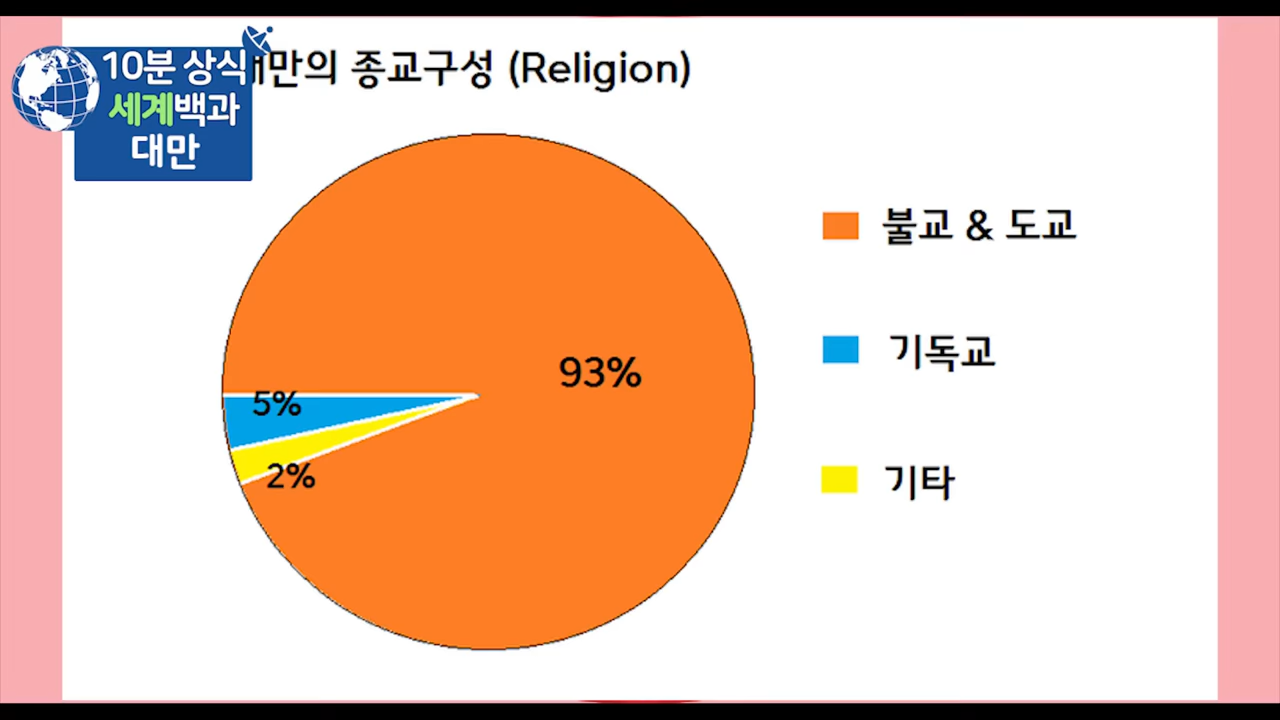 10분 상식
세계백과
대만
대만의 종교구성 (Religion)
불교 & 도교
93%
기독교
5%
기타
2%